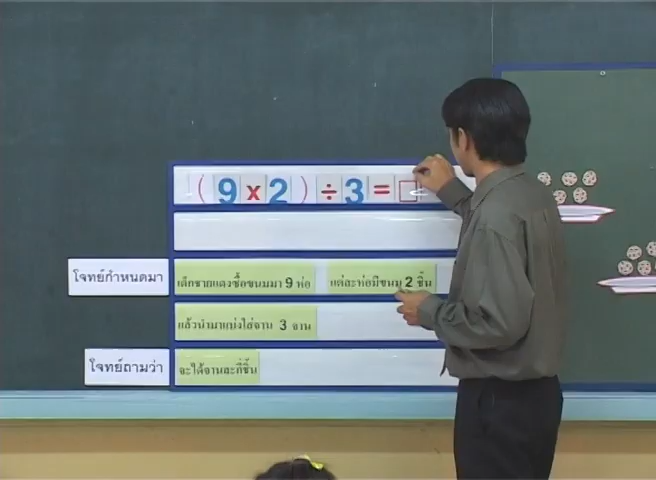 (9x2)÷3=□
โจทย์กำหนดมา
เด็กชายแดงซื้อขนมมา 9 ห่อ แต่ละห่อมีขนม 2 ชิ้น
แล้วนำมาแบ่งใส่จาน 3 จาน
โจทย์ถามว่า
จะได้จานละกี่ชิ้น